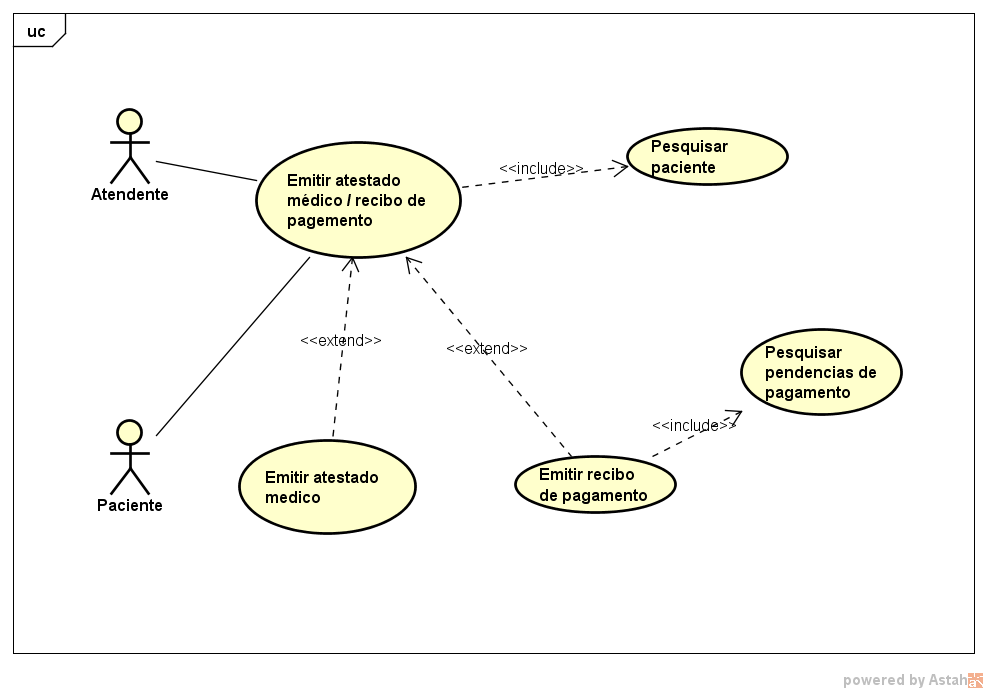 uc
Atendente
Emitir atestado
médico / recibo de
pagemento
<<include>>
Pesquisar
paciente
<<extend>>
<<extend>>
Pesquisar
pendencias de
pagamento
<<include>>
Paciente
Emitir atestado
medico
Emitir recibo
de pagamento
powered by Astah